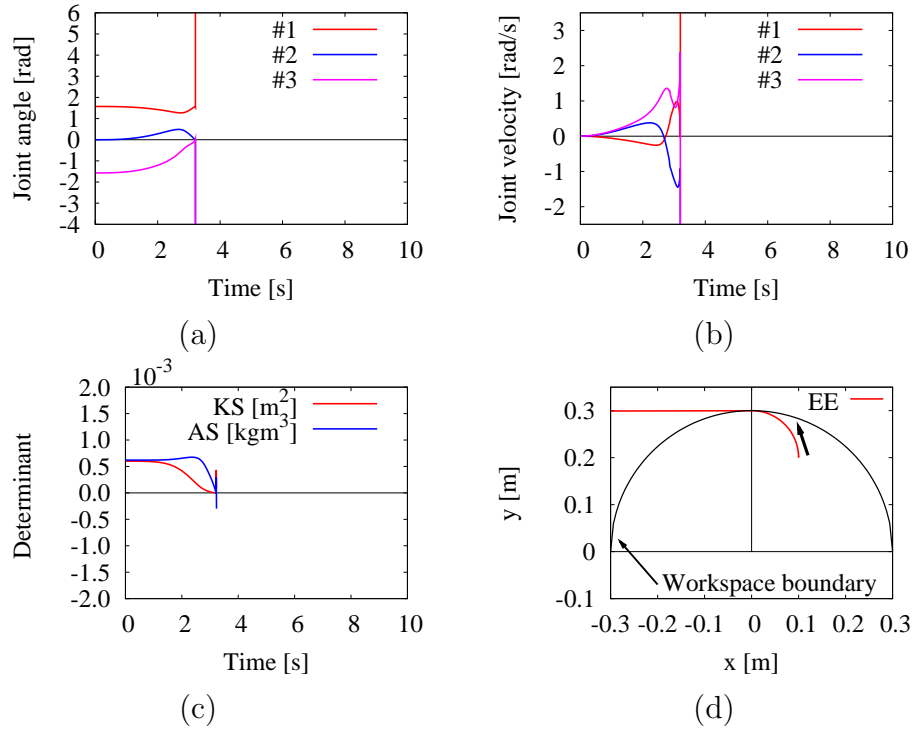 Joint angle [rad]
6
5
4
3
2
1
0
-1
-2
-3
-4
#1
#2
#3
0 2 4 6 8 10
Time [s]
(a)
Joint velocity [rad/s]
3
2
1
0
-1
-2
#1
#2
#3
0 2 4 6 8 10
Time [s]
(b)
10-3
Determinant
2.0
1.5
1.0
0.5
0.0
-0.5
-1.0
-1.5
-2.0
KS [m2]
AS [kgm3]
0 2 4 6 8 10
Time [s]
(c)
y [m]
0.3
0.2
0.1
0
-0.1
EE
Workspace boundary
-0.3 -0.2 -0.1 0 0.1 0.2 0.3
x [m]
(d)